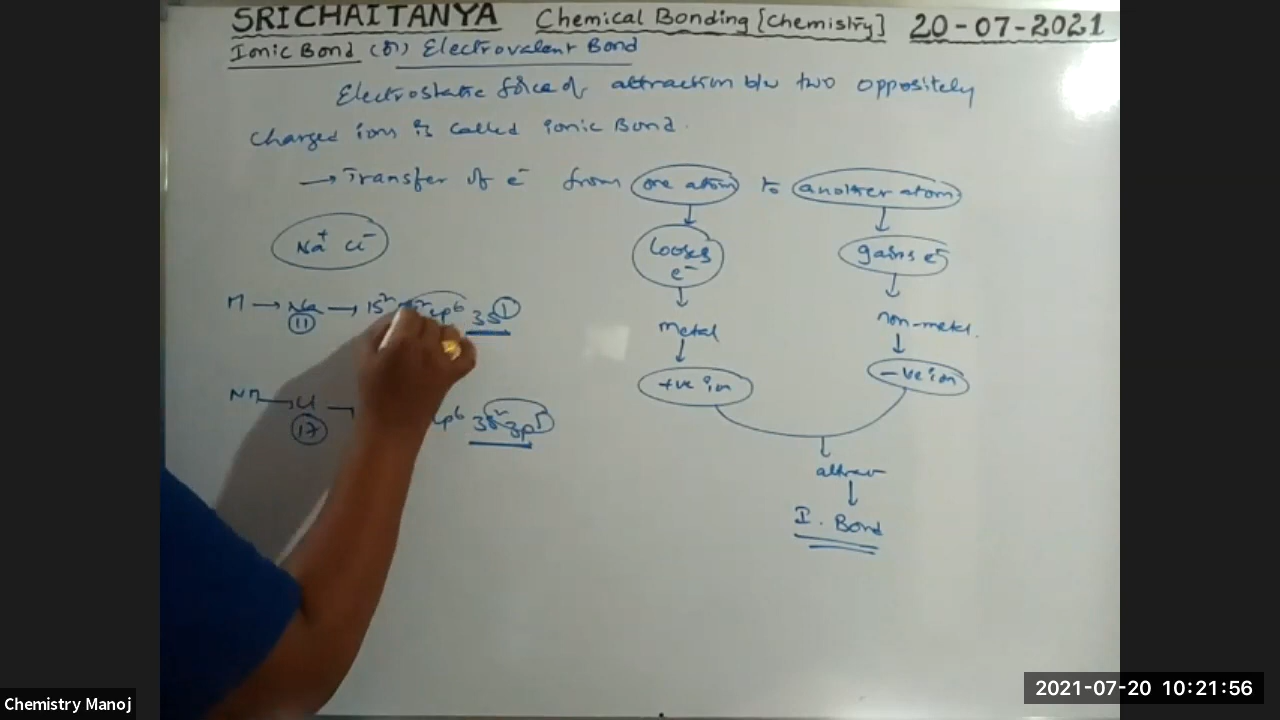 SRICHAITANYA Chemical Bonding [Chemistry] 20-07-2021
Ionic Bond (or) Electrovalent Bond
Electrostatic force of attraction b/w two oppositely
charged ions is called ionic Bond.
→ Transfer of e⁻ from one atom to another atom.
Na⁺ Cl⁻
looses
e⁻
gains e⁻
M → Na → 1s² 2p⁶ 3s¹
11
metal
non-metal.
+ve ion
-ve ion
NM → Cl →
17
p⁶ 3s² 3p⁵
I. Bond
Chemistry Manoj
2021-07-20 10:21:56